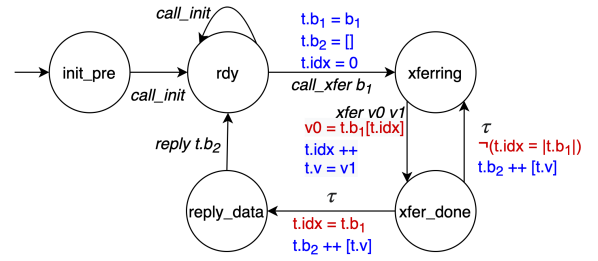 call_init
t.b₁ = b₁
t.b₂ = []
t.idx = 0
init_pre
rdy
xferring
call_init
call_xfer b₁
xfer v0 v1
v0 = t.b₁[t.idx]
t.idx ++
t.v = v1
τ
¬(t.idx = |t.b₁|)
t.b₂ ++ [t.v]
reply t.b₂
reply_data
τ
xfer_done
t.idx = t.b₁
t.b₂ ++ [t.v]